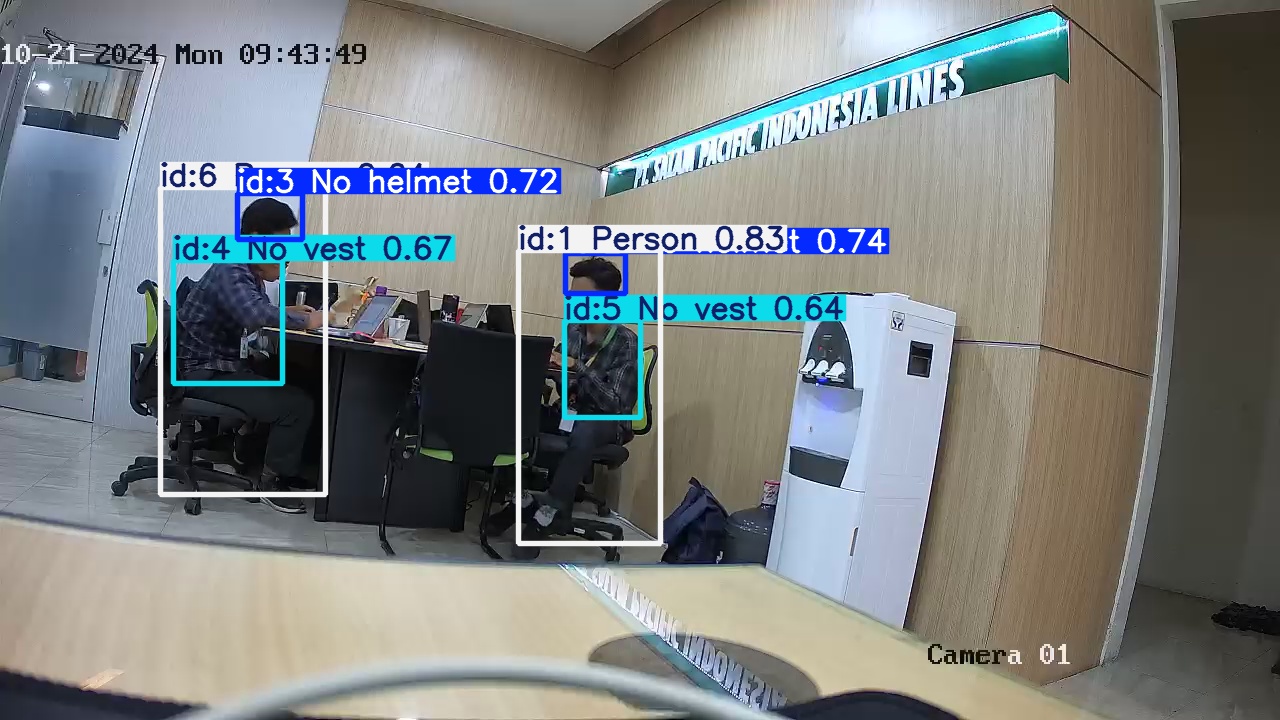 10-21-2024 Mon 09:43:49
PT. SALAM PACIFIC INDONESIA LINES
id:6
id:3 No helmet 0.72
id:4 No vest 0.67
id:1 Person 0.83
t 0.74
id:5 No vest 0.64
Camera 01